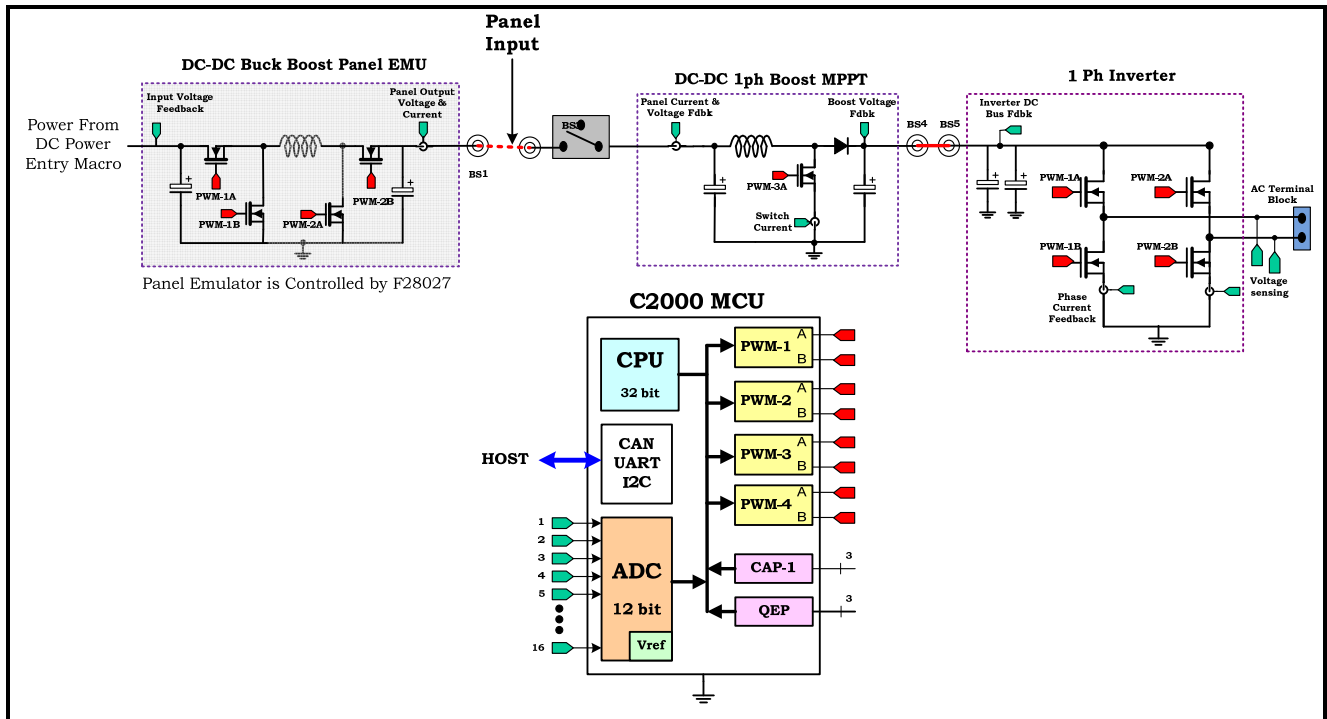 Panel
Input
DC-DC Buck Boost Panel EMU
DC-DC 1ph Boost MPPT
1 Ph Inverter
Power From
DC Power
Entry Macro
Input Voltage
Feedback
Panel Output
Voltage &
Current
+
+
PWM-1A
PWM-1B
PWM-2A
PWM-2B
BS1
Panel Emulator is Controlled by F28027
Panel Current &
Voltage Fdbk
Boost Voltage
Fdbk
+
+
PWM-3A
Switch
Current
BS4
BS5
Inverter DC
Bus Fdbk
+
+
PWM-1A
PWM-2A
PWM-1B
PWM-2B
Phase
Current
Feedback
AC Terminal
Block
Voltage
sensing
C2000 MCU
CPU
32 bit
CAN
UART
I2C
HOST
ADC
12 bit
Vref
1
2
3
4
5
16
PWM-1
A
B
PWM-2
A
B
PWM-3
A
B
PWM-4
A
B
CAP-1
3
QEP
3